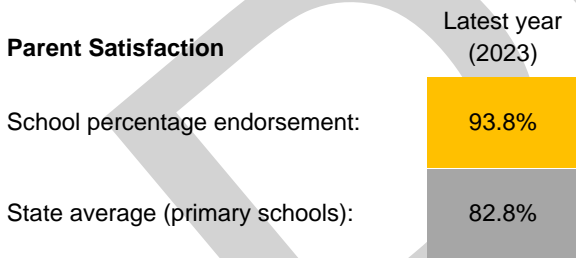 Parent Satisfaction
Latest year
(2023)
School percentage endorsement: 93.8%
State average (primary schools): 82.8%